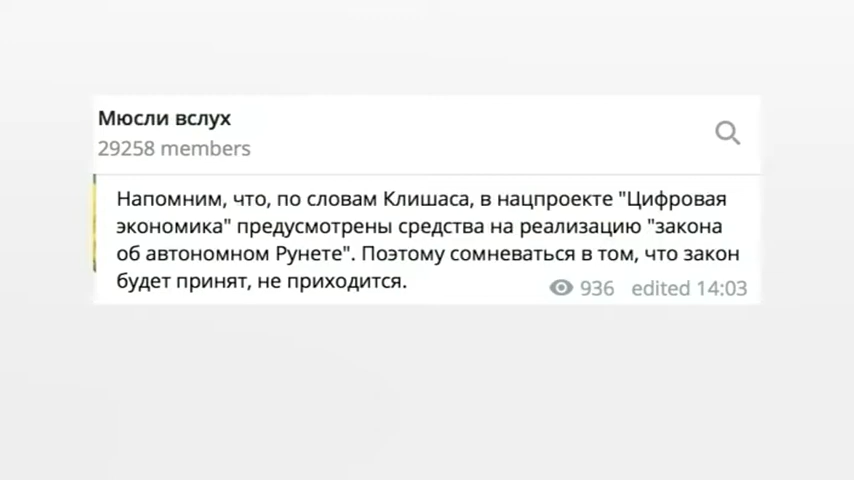 Мюсли вслух
29258 members
Напомним, что, по словам Клишаса, в нацпроекте "Цифровая
экономика" предусмотрены средства на реализацию "закона
об автономном Рунете". Поэтому сомневаться в том, что закон
будет принят, не приходится.
936 edited 14:03